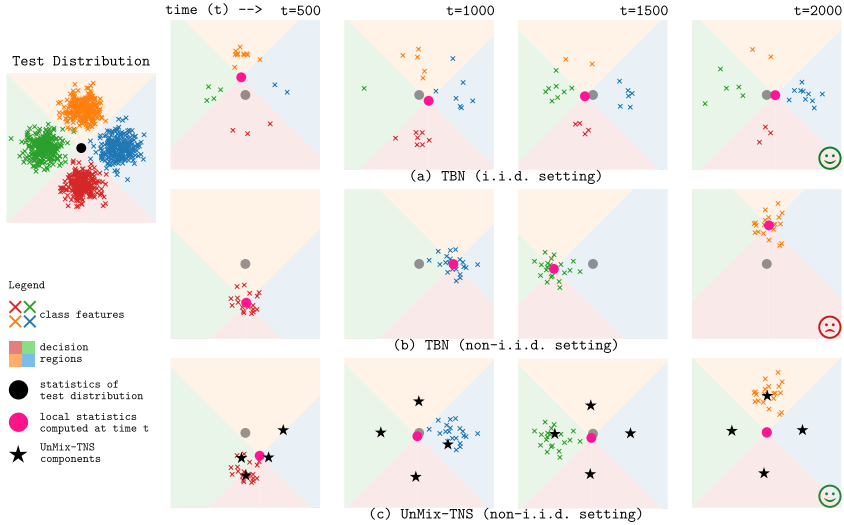 time (t) -->
t=500
t=1000
t=1500
t=2000
Test Distribution
(a) TBN (i.i.d. setting)
(b) TBN (non-i.i.d. setting)
Legend
class features
decision
regions
statistics of
test distribution
local statistics
computed at time t
UnMix-TNS
components
(c) UnMix-TNS (non-i.i.d. setting)